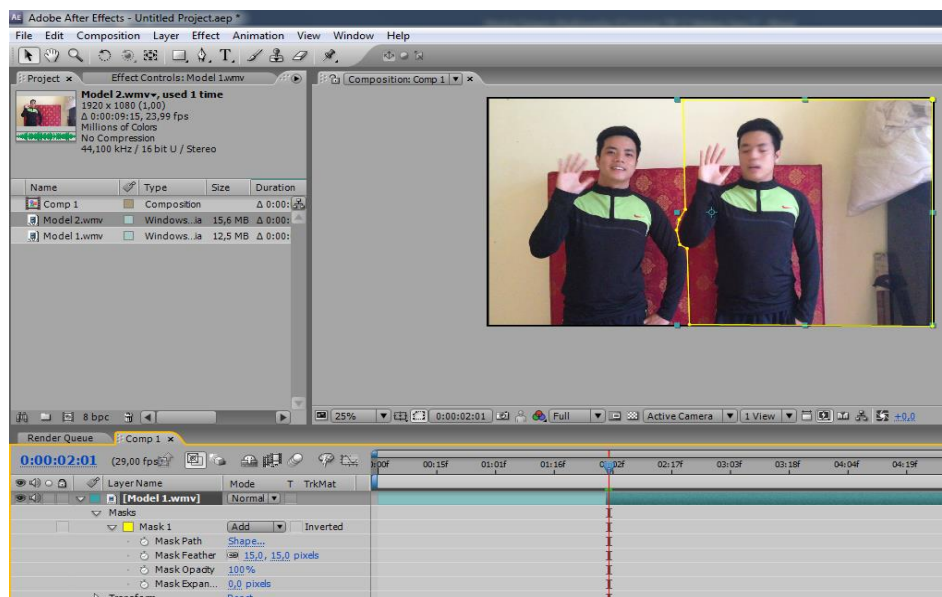 Adobe After Effects - Untitled Project.aep *
File Edit Composition Layer Effect Animation View Window Help
Project × Effect Controls: Model 1.wmv
Composition: Comp 1 ▼ ×
Model 2.wmv▼, used 1 time
1920 x 1080 (1,00)
Δ 0:00:09:15, 23,99 fps
Millions of Colors
No Compression
44,100 kHz / 16 bit U / Stereo
Name Type Size Duration
Comp 1 Composition Δ 0:00:
Model 2.wmv Windows...ia 15,6 MB Δ 0:00:
Model 1.wmv Windows...ia 12,5 MB Δ 0:00:
8 bpc
25% 0:00:02:01 Full Active Camera 1 View +0,0
Render Queue Comp 1 ×
0:00:02:01 (29,00 fps)
00:15f 01:01f 01:16f 02:17f 03:03f 03:18f 04:04f 04:19f
Layer Name Mode T TrkMat
[Model 1.wmv] Normal
Masks
Mask 1 Add Inverted
Mask Path Shape...
Mask Feather 15,0, 15,0 pixels
Mask Opacity 100%
Mask Expan... 0,0 pixels